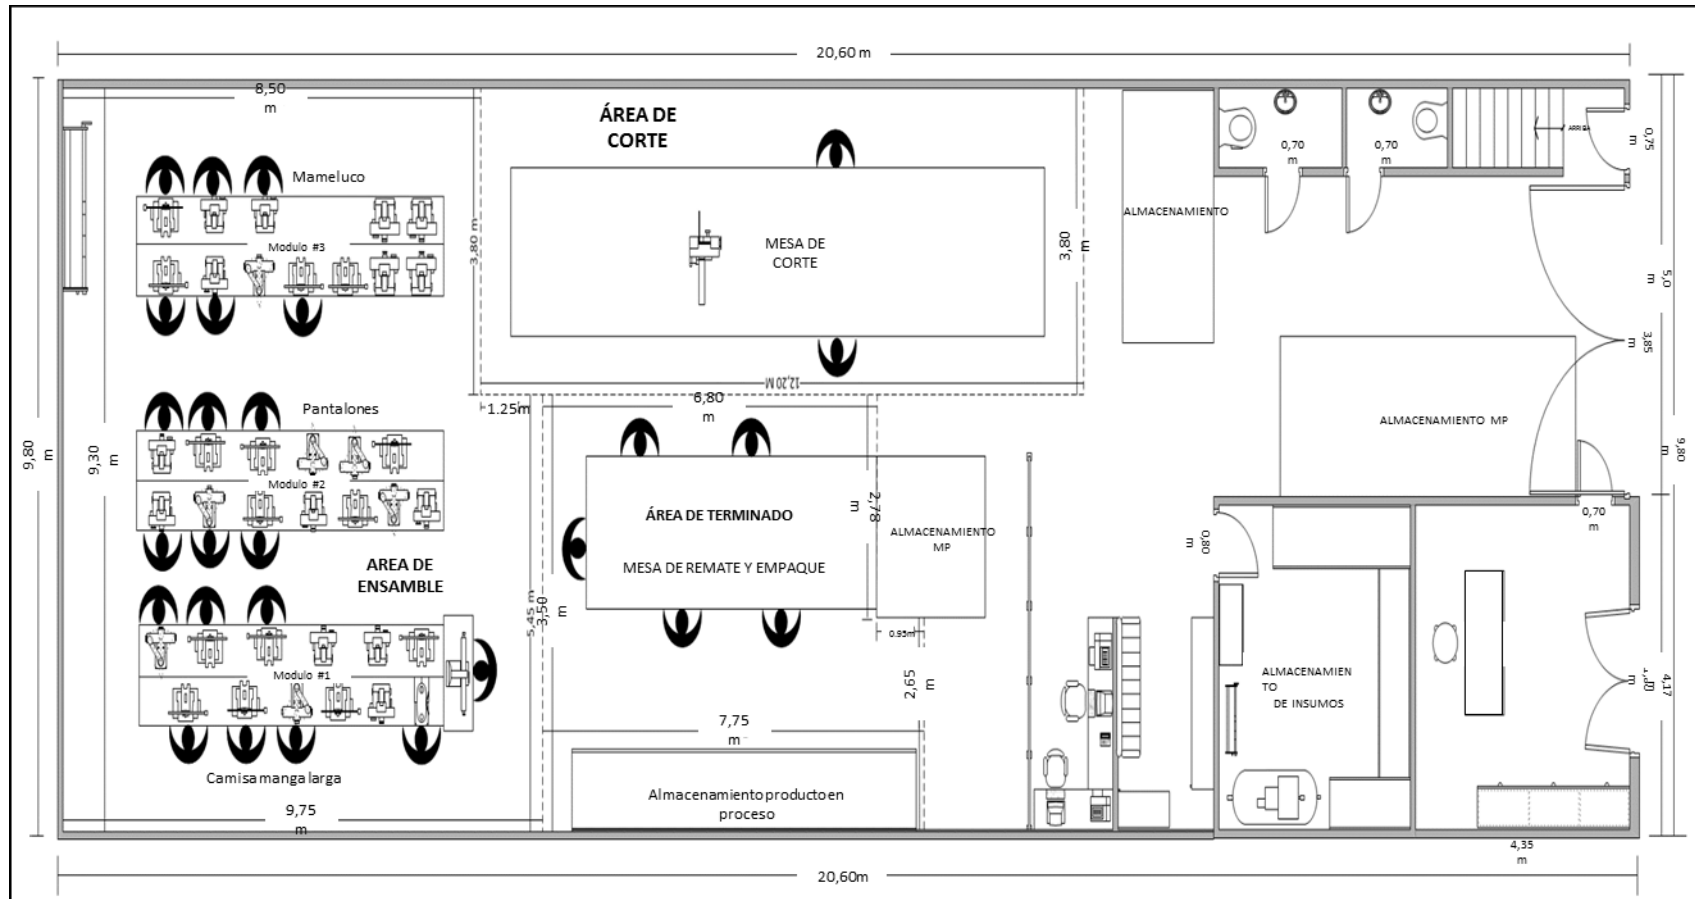 20,60 m
8,50
m
ÁREA DE
CORTE
0,70
m
0,70
m
ARRIBA
0,75
m
Mameluco
Modulo #3
3,80 m
MESA DE
CORTE
3,80
m
ALMACENAMIENTO
5,0
m
3,85
m
12,20 M
9,80
m
9,30
m
Pantalones
1.25m
6,80
m
ALMACENAMIENTO MP
9,80
m
Modulo #2
2,78
m
ÁREA DE TERMINADO
MESA DE REMATE Y EMPAQUE
ALMACENAMIENTO
MP
0,80
m
0,70
m
AREA DE
ENSAMBLE
5,45 m
3,50
m
0.95m
Modulo #1
2,65
m
ALMACENAMIEN
TO
DE INSUMOS
1,80
m
4,17
m
7,75
m
Camisa manga larga
Almacenamiento producto en
proceso
9,75
m
4,35
m
20,60m